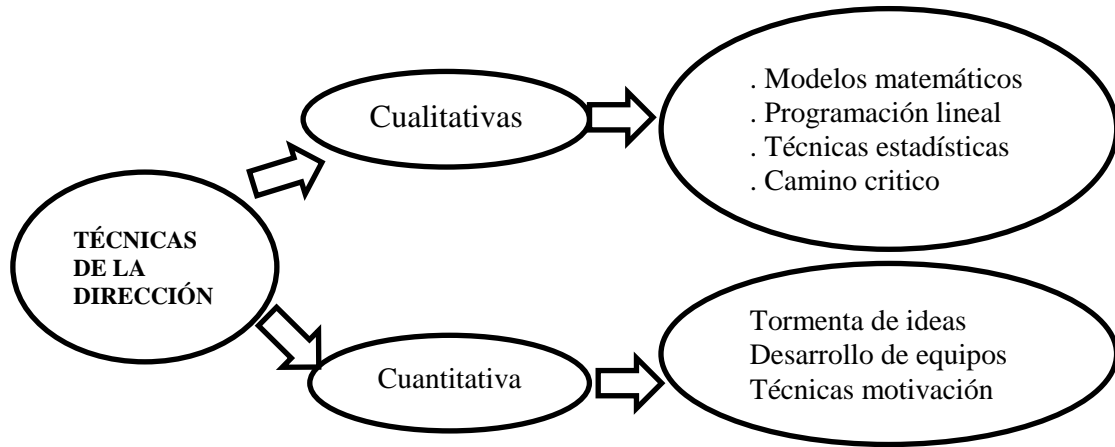 TÉCNICAS
DE LA
DIRECCIÓN
Cualitativas
. Modelos matemáticos
. Programación lineal
. Técnicas estadísticas
. Camino critico
Cuantitativa
Tormenta de ideas
Desarrollo de equipos
Técnicas motivación